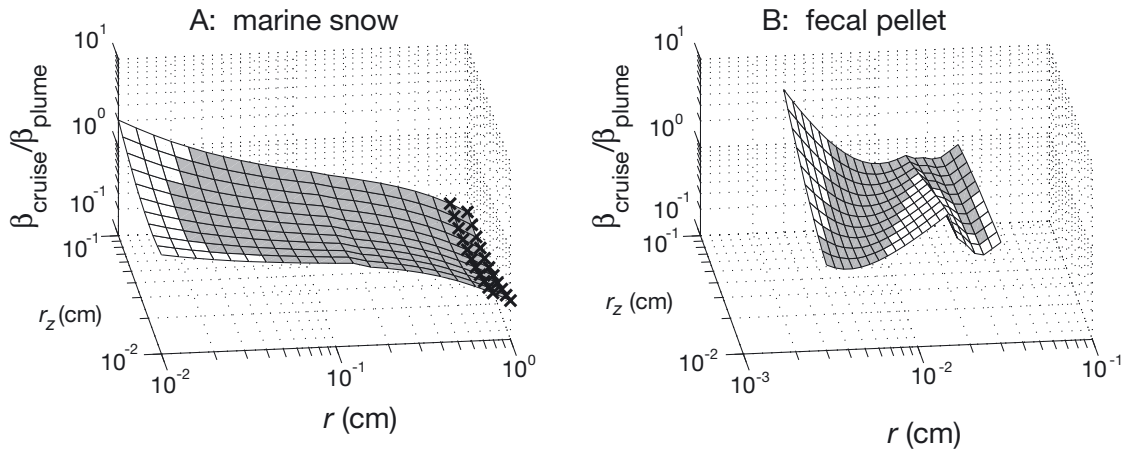 A: marine snow
β_cruise/β_plume
10^1
10^0
10^-1
10^-1
r_z (cm)
10^-2
10^-2
10^-1
10^0
r (cm)
B: fecal pellet
β_cruise/β_plume
10^1
10^0
10^-1
10^-1
r_z (cm)
10^-2
10^-3
10^-2
10^-1
r (cm)